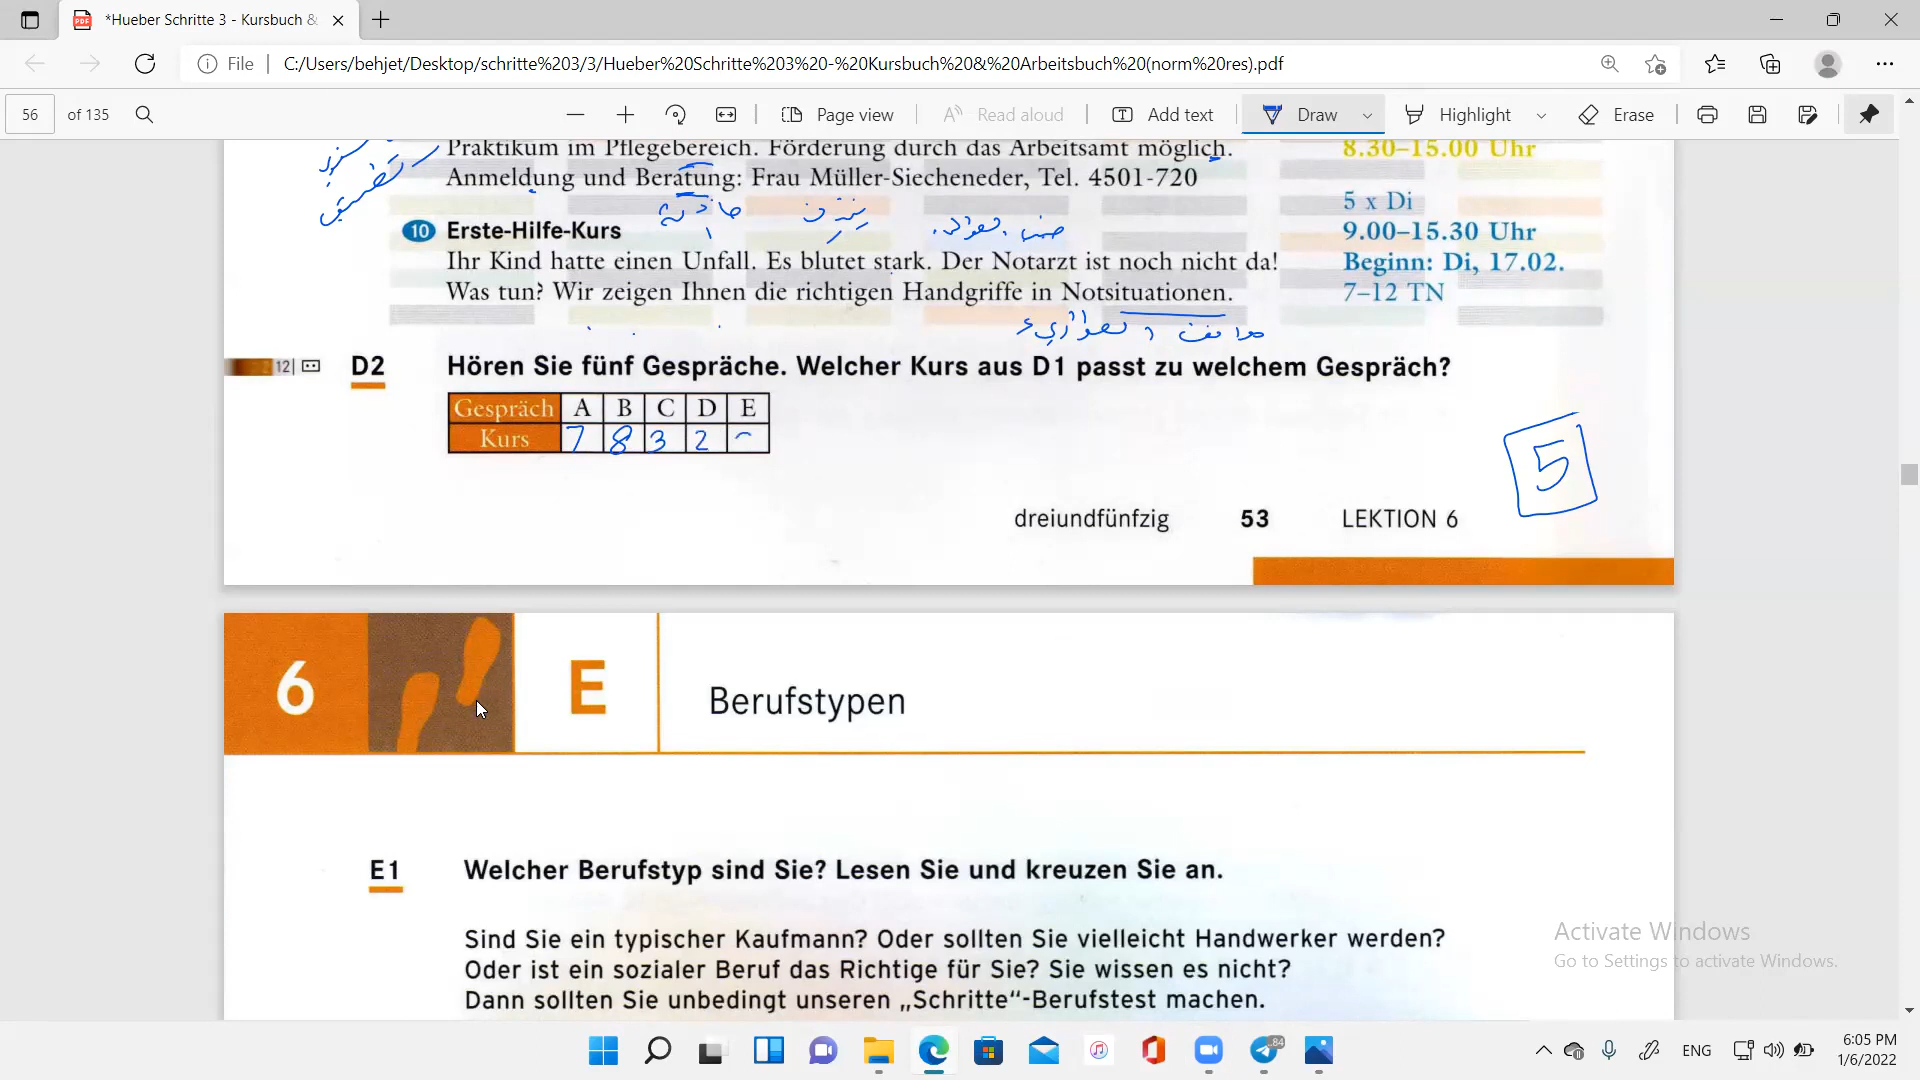 *Hueber Schritte 3 - Kursbuch &
File
C:/Users/behjet/Desktop/schritte%203/3/Hueber%20Schritte%203%20-%20Kursbuch%20&%20Arbeitsbuch%20(norm%20res).pdf
56 of 135
Page view
Read aloud
Add text
Draw
Highlight
Erase
Praktikum im Pflegebereich. Förderung durch das Arbeitsamt möglich.
8.30–15.00 Uhr
Anmeldung und Beratung: Frau Müller-Siecheneder, Tel. 4501-720
5 x Di
10 Erste-Hilfe-Kurs
9.00–15.30 Uhr
Ihr Kind hatte einen Unfall. Es blutet stark. Der Notarzt ist noch nicht da!
Beginn: Di, 17.02.
Was tun? Wir zeigen Ihnen die richtigen Handgriffe in Notsituationen.
7–12 TN
12
D2 Hören Sie fünf Gespräche. Welcher Kurs aus D1 passt zu welchem Gespräch?
Gespräch A B C D E
Kurs 7 8 3 2
5
dreiundfünfzig 53 LEKTION 6
6 E Berufstypen
E1 Welcher Berufstyp sind Sie? Lesen Sie und kreuzen Sie an.
Sind Sie ein typischer Kaufmann? Oder sollten Sie vielleicht Handwerker werden?
Oder ist ein sozialer Beruf das Richtige für Sie? Sie wissen es nicht?
Dann sollten Sie unbedingt unseren „Schritte“-Berufstest machen.
Activate Windows
Go to Settings to activate Windows.
84
ENG
6:05 PM
1/6/2022